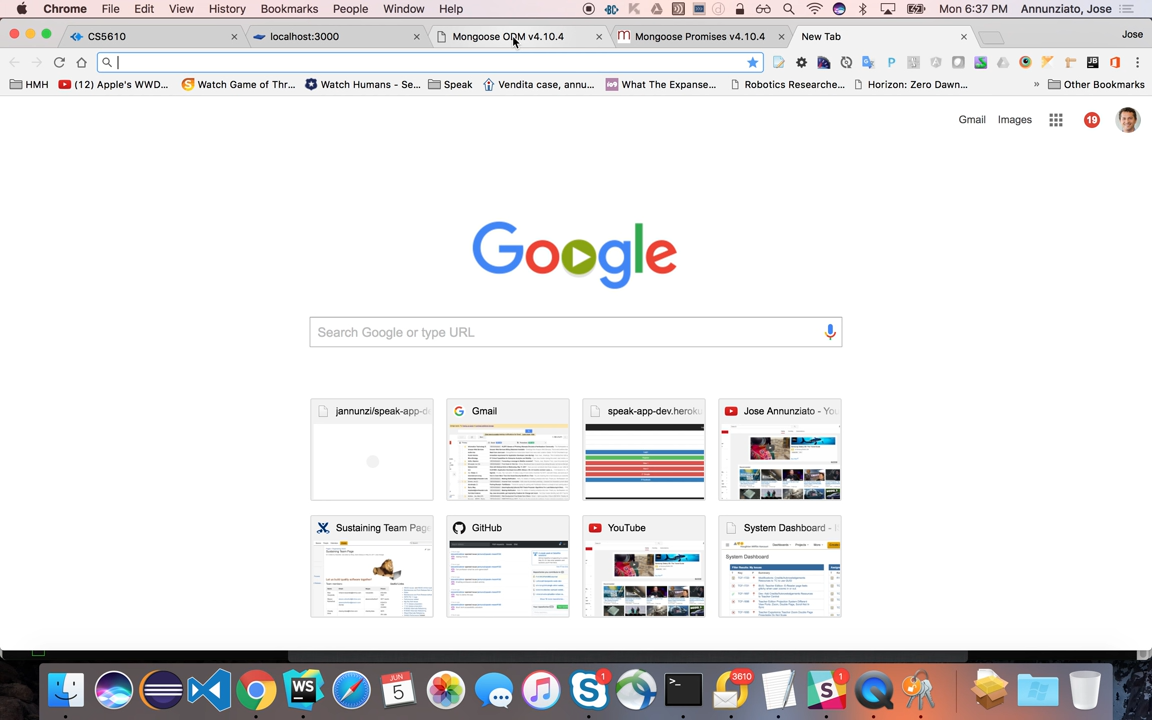 Chrome File Edit View History Bookmarks People Window Help Mon 6:37 PM Annunziato, Jose
CS5610 localhost:3000 Mongoose ODM v4.10.4 Mongoose Promises v4.10.4 New Tab Jose
HMH (12) Apple's WWD... Watch Game of Thr... Watch Humans - Se... Speak Vendita case, annu... What The Expanse... Robotics Researche... Horizon: Zero Dawn... » Other Bookmarks
Gmail Images 19
Google
Search Google or type URL
jannunzi/speak-app-de Gmail speak-app-dev.heroku Jose Annunziato - You
Sustaining Team Page GitHub YouTube System Dashboard -
System Dashboard
WS JUN 5 1 3610 1